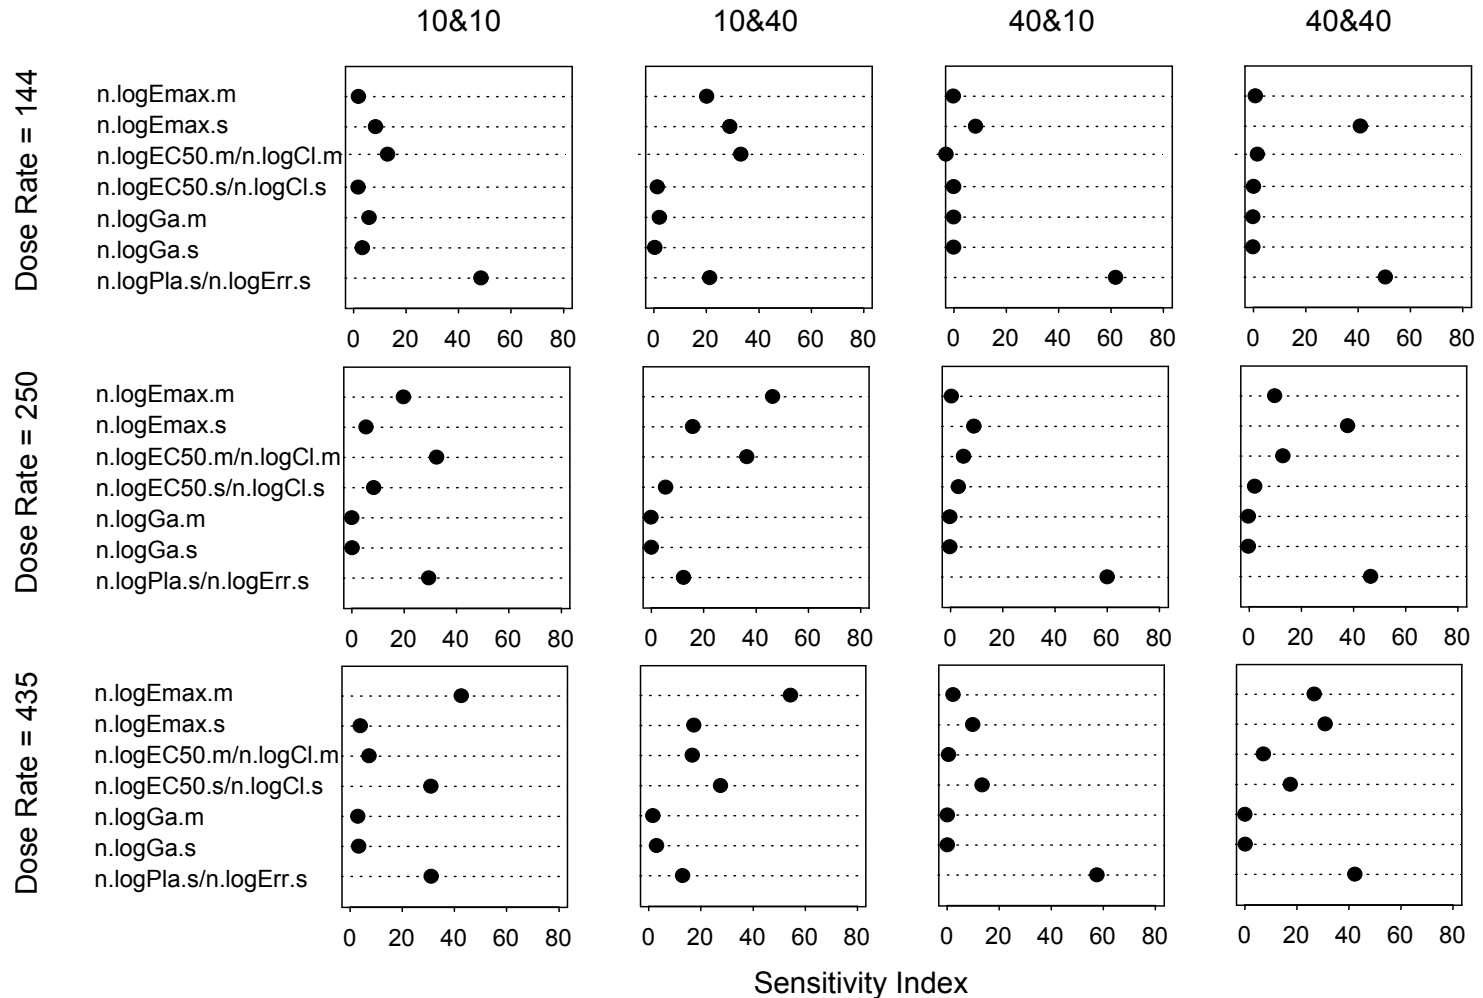 10&10 10&40 40&10 40&40
Dose Rate = 144
n.logEmax.m
n.logEmax.s
n.logEC50.m/n.logCl.m
n.logEC50.s/n.logCl.s
n.logGa.m
n.logGa.s
n.logPla.s/n.logErr.s
0 20 40 60 80 0 20 40 60 80 0 20 40 60 80 0 20 40 60 80
Dose Rate = 250
n.logEmax.m
n.logEmax.s
n.logEC50.m/n.logCl.m
n.logEC50.s/n.logCl.s
n.logGa.m
n.logGa.s
n.logPla.s/n.logErr.s
0 20 40 60 80 0 20 40 60 80 0 20 40 60 80 0 20 40 60 80
Dose Rate = 435
n.logEmax.m
n.logEmax.s
n.logEC50.m/n.logCl.m
n.logEC50.s/n.logCl.s
n.logGa.m
n.logGa.s
n.logPla.s/n.logErr.s
0 20 40 60 80 0 20 40 60 80 0 20 40 60 80 0 20 40 60 80
Sensitivity Index